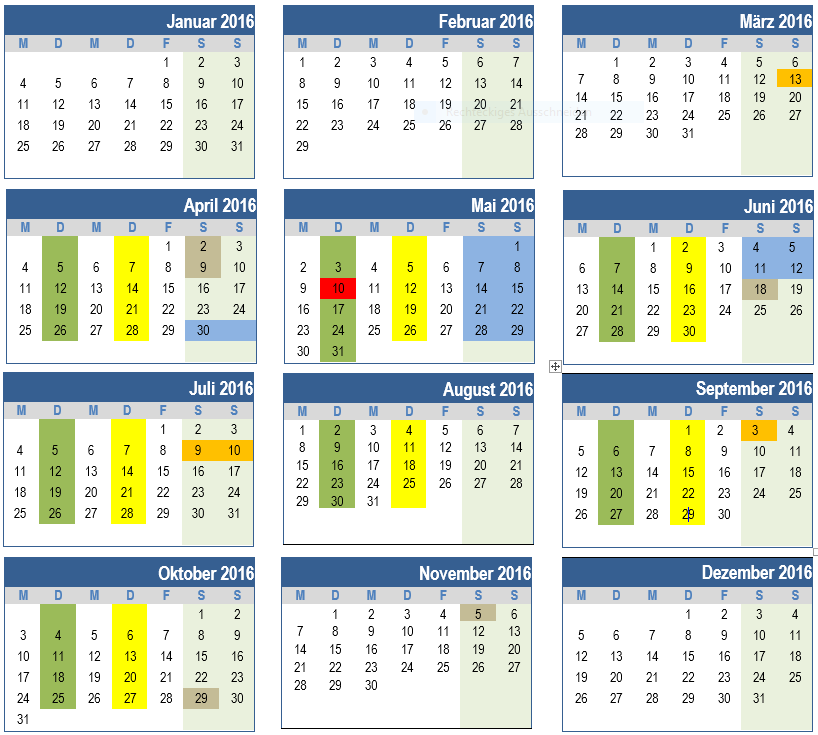 Januar 2016
M D M D F S S
1 2 3
4 5 6 7 8 9 10
11 12 13 14 15 16 17
18 19 20 21 22 23 24
25 26 27 28 29 30 31
Februar 2016
M D M D F S S
1 2 3 4 5 6 7
8 9 10 11 12 13 14
15 16 17 18 19 20 21
22 23 24 25 26 27 28
29
Rechteckiges Ausschneiden
März 2016
M D M D F S S
1 2 3 4 5 6
7 8 9 10 11 12 13
14 15 16 17 18 19 20
21 22 23 24 25 26 27
28 29 30 31
April 2016
M D M D F S S
1 2 3
4 5 6 7 8 9 10
11 12 13 14 15 16 17
18 19 20 21 22 23 24
25 26 27 28 29 30
Mai 2016
M D M D F S S
1
2 3 4 5 6 7 8
9 10 11 12 13 14 15
16 17 18 19 20 21 22
23 24 25 26 27 28 29
30 31
Juni 2016
M D M D F S S
1 2 3 4 5
6 7 8 9 10 11 12
13 14 15 16 17 18 19
20 21 22 23 24 25 26
27 28 29 30
Juli 2016
M D M D F S S
1 2 3
4 5 6 7 8 9 10
11 12 13 14 15 16 17
18 19 20 21 22 23 24
25 26 27 28 29 30 31
August 2016
M D M D F S S
1 2 3 4 5 6 7
8 9 10 11 12 13 14
15 16 17 18 19 20 21
22 23 24 25 26 27 28
29 30 31
September 2016
M D M D F S S
1 2 3 4
5 6 7 8 9 10 11
12 13 14 15 16 17 18
19 20 21 22 23 24 25
26 27 28 29 30
Oktober 2016
M D M D F S S
1 2
3 4 5 6 7 8 9
10 11 12 13 14 15 16
17 18 19 20 21 22 23
24 25 26 27 28 29 30
31
November 2016
M D M D F S S
1 2 3 4 5 6
7 8 9 10 11 12 13
14 15 16 17 18 19 20
21 22 23 24 25 26 27
28 29 30
Dezember 2016
M D M D F S S
1 2 3 4
5 6 7 8 9 10 11
12 13 14 15 16 17 18
19 20 21 22 23 24 25
26 27 28 29 30 31